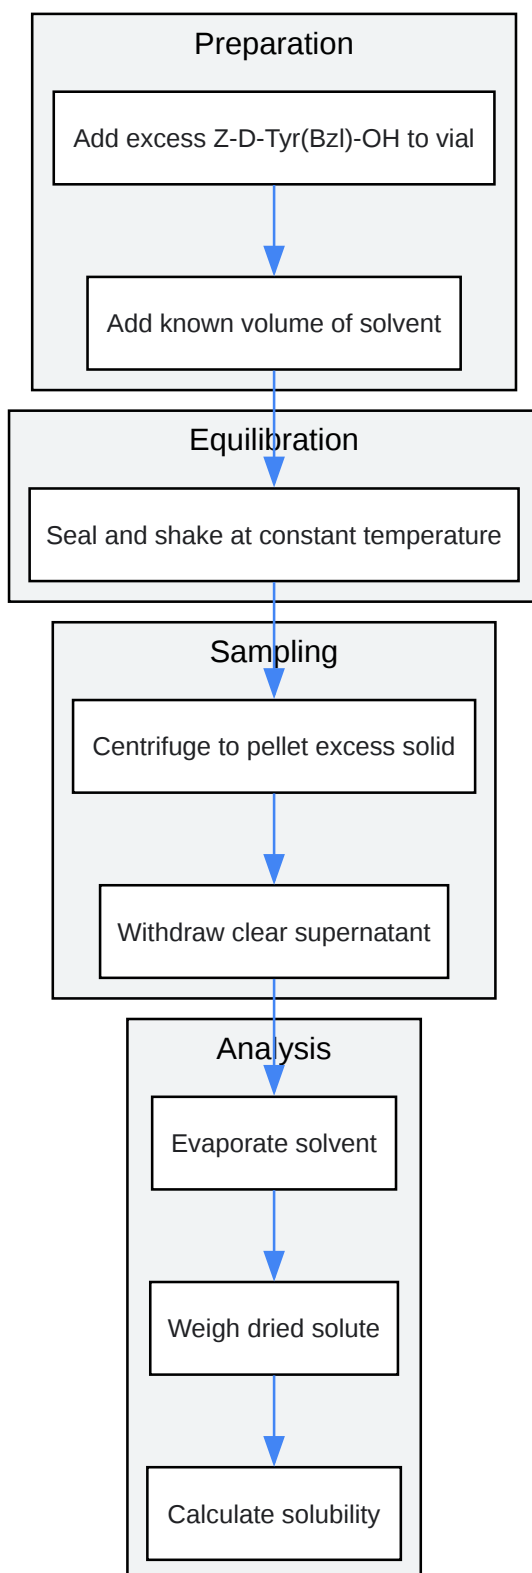 Preparation
Add excess Z-D-Tyr(Bzl)-OH to vial
Add known volume of solvent
Equilibration
Seal and shake at constant temperature
Sampling
Centrifuge to pellet excess solid
Withdraw clear supernatant
Analysis
Evaporate solvent
Weigh dried solute
Calculate solubility